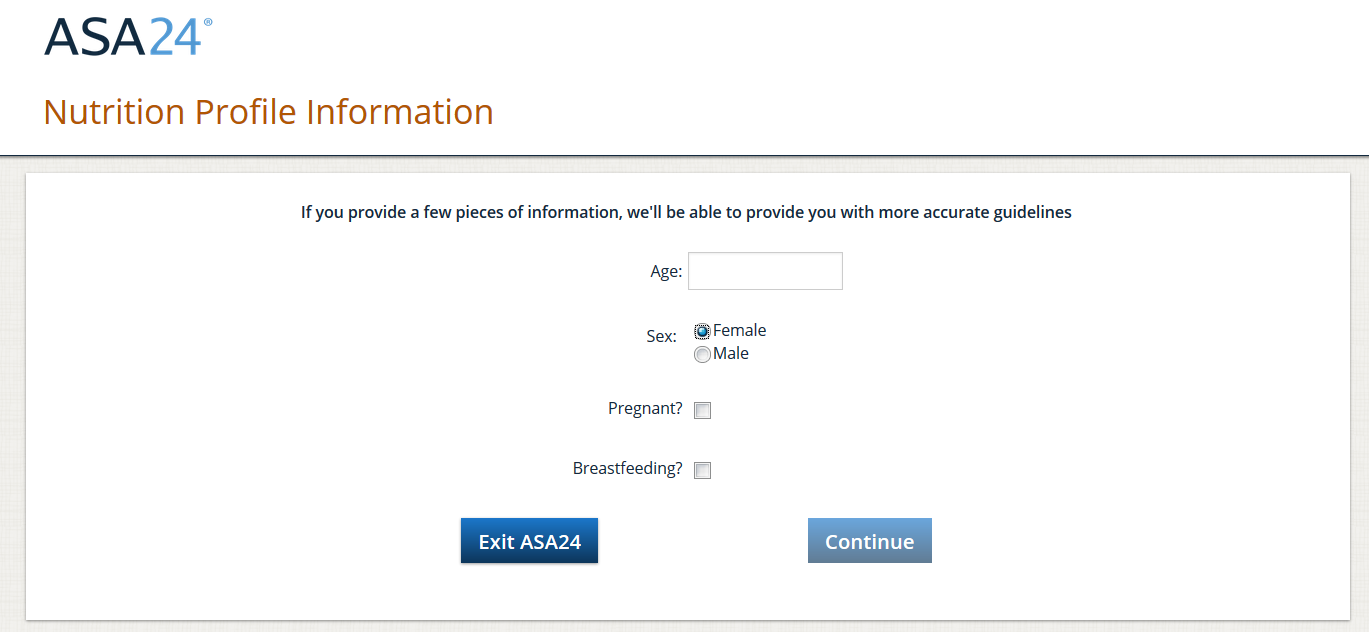 ASA24®
Nutrition Profile Information
If you provide a few pieces of information, we'll be able to provide you with more accurate guidelines
Age:
Sex:
Female
Male
Pregnant?
Breastfeeding?
Exit ASA24
Continue